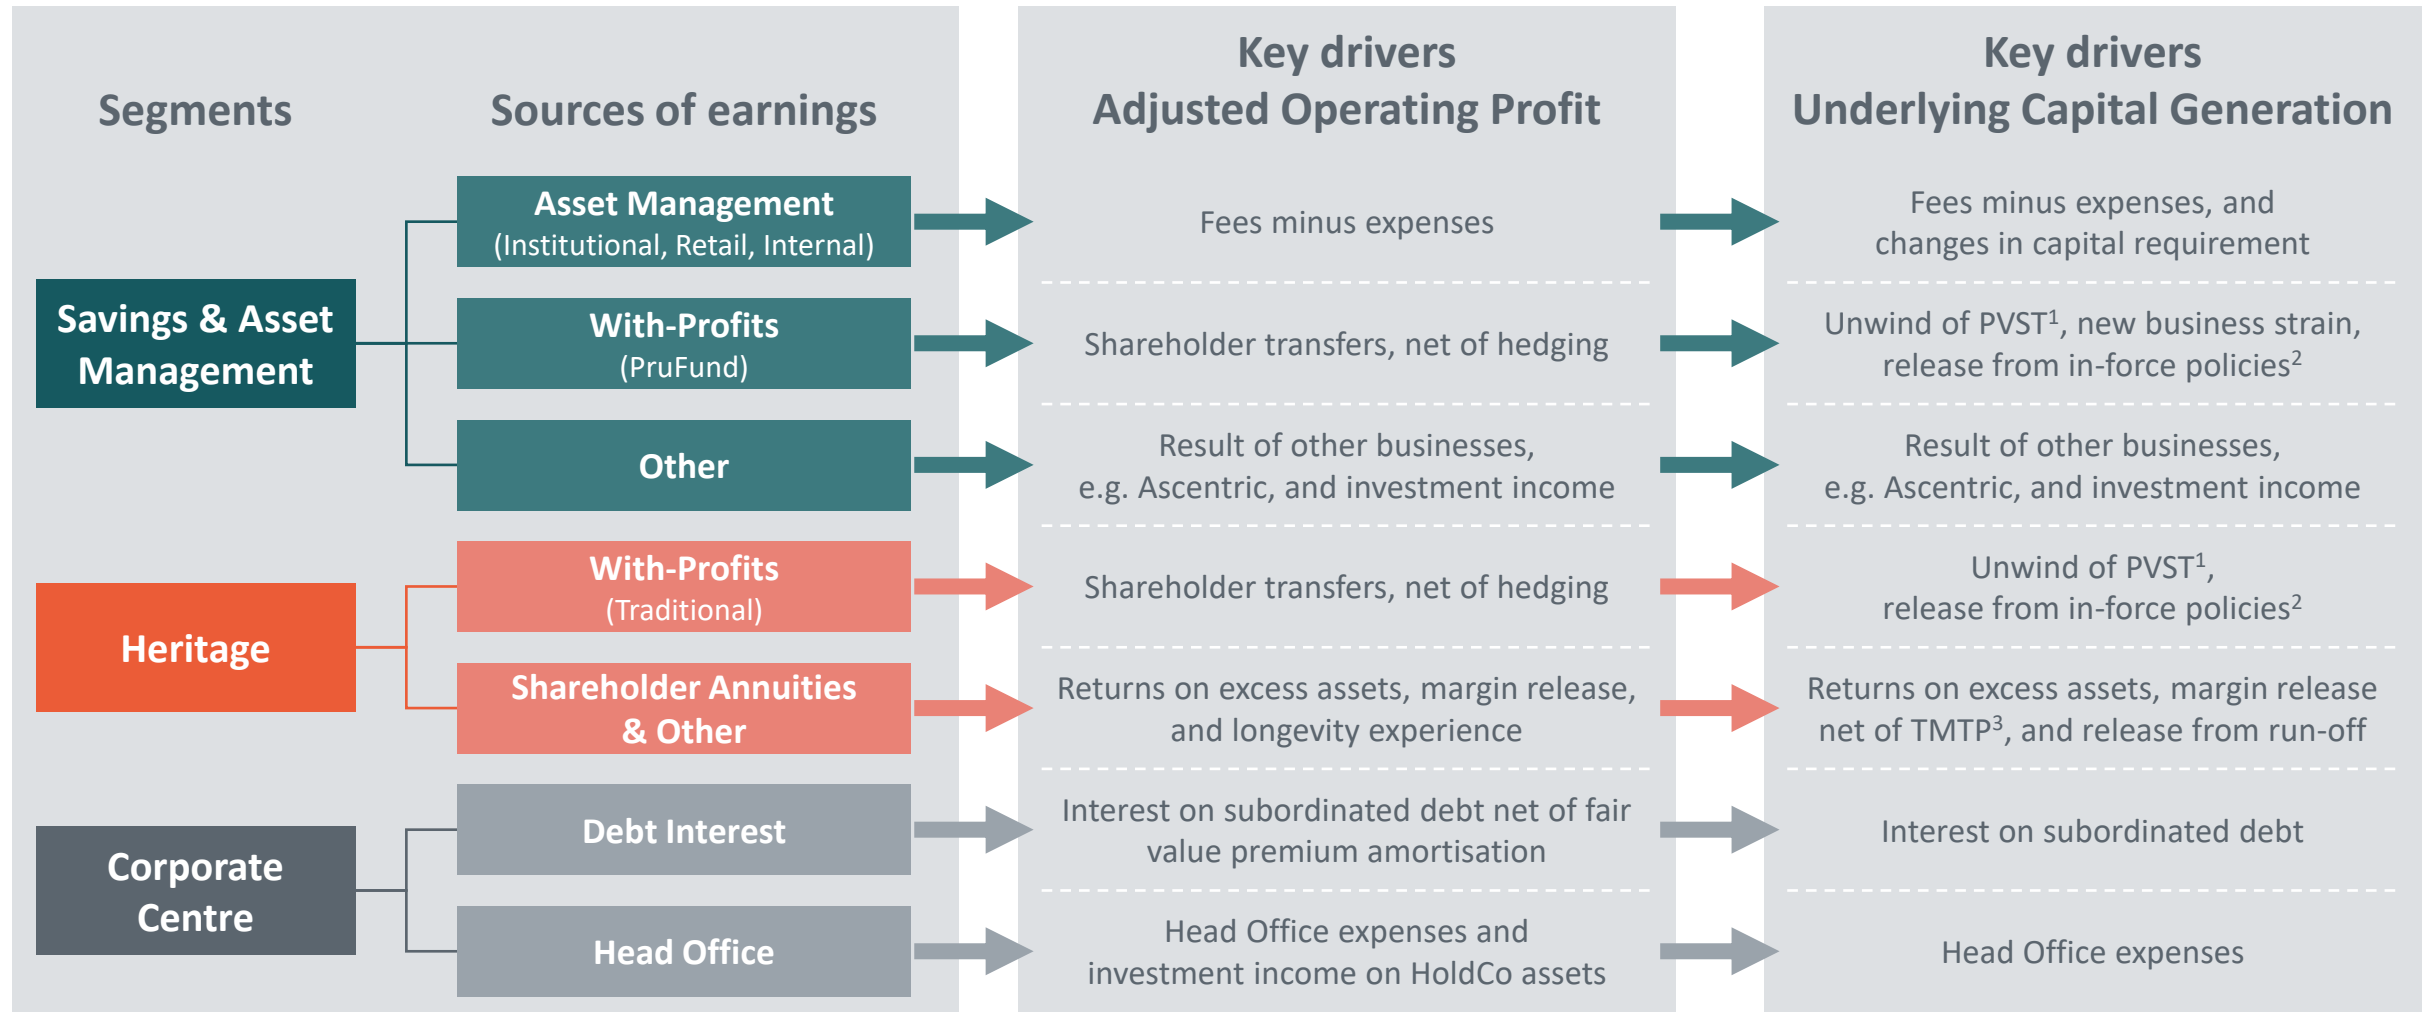 Segments
Sources of earnings
Key drivers
Adjusted Operating Profit
Key drivers
Underlying Capital Generation
Savings & Asset
Management
Asset Management
(Institutional, Retail, Internal)
Fees minus expenses
Fees minus expenses, and
changes in capital requirement
With-Profits
(PruFund)
Shareholder transfers, net of hedging
Unwind of PVST¹, new business strain,
release from in-force policies²
Other
Result of other businesses,
e.g. Ascentric, and investment income
Result of other businesses,
e.g. Ascentric, and investment income
Heritage
With-Profits
(Traditional)
Shareholder transfers, net of hedging
Unwind of PVST¹,
release from in-force policies²
Shareholder Annuities
& Other
Returns on excess assets, margin release,
and longevity experience
Returns on excess assets, margin release
net of TMTP³, and release from run-off
Corporate
Centre
Debt Interest
Interest on subordinated debt net of fair
value premium amortisation
Interest on subordinated debt
Head Office
Head Office expenses and
investment income on HoldCo assets
Head Office expenses